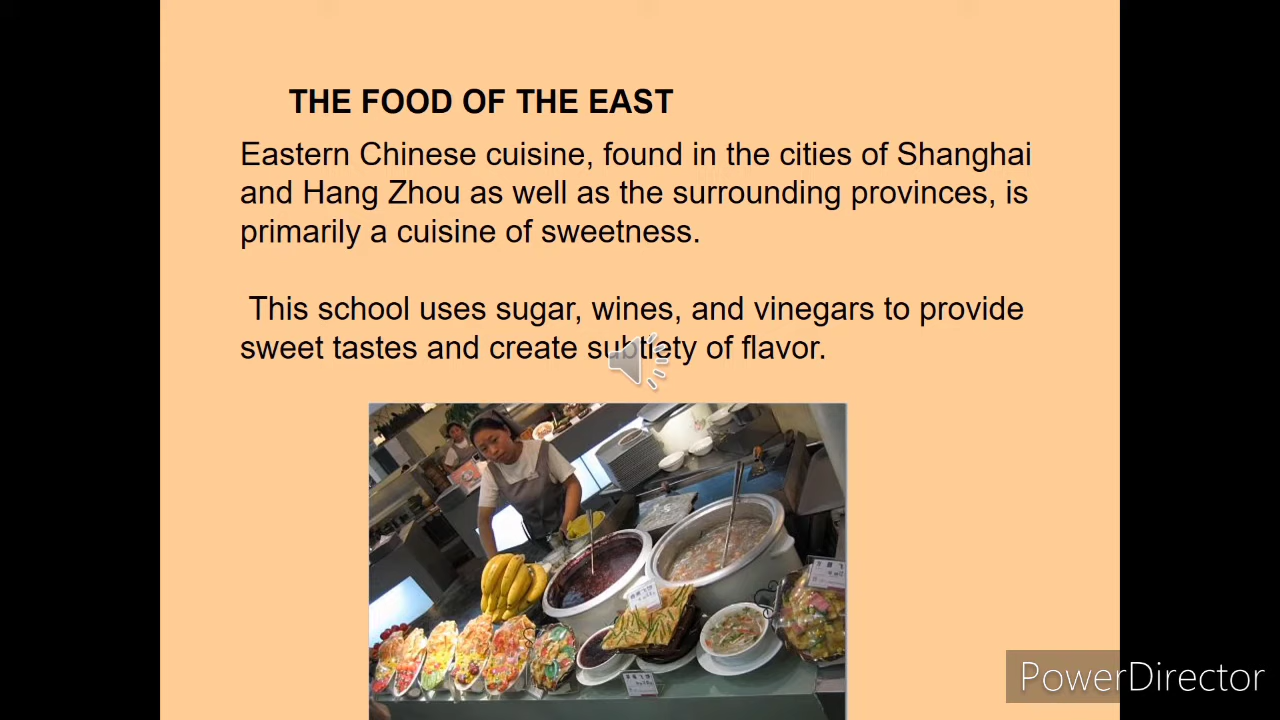 THE FOOD OF THE EAST
Eastern Chinese cuisine, found in the cities of Shanghai
and Hang Zhou as well as the surrounding provinces, is
primarily a cuisine of sweetness.
This school uses sugar, wines, and vinegars to provide
sweet tastes and create subtlety of flavor.
PowerDirector